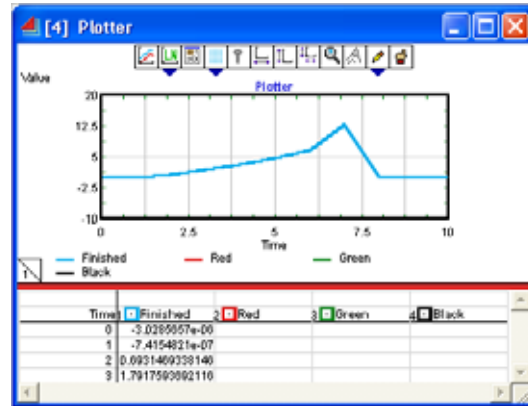 [4] Plotter
Value
Plotter
20
12.5
5
-2.5
-10
0 2.5 5 7.5 10
Time
Finished Red Green
Black
1
Time 1 Finished 2 Red 3 Green 4 Black
0 -3.0285657e-06
1 -7.4154821e-07
2 0.6931469338146
3 1.7917593692116